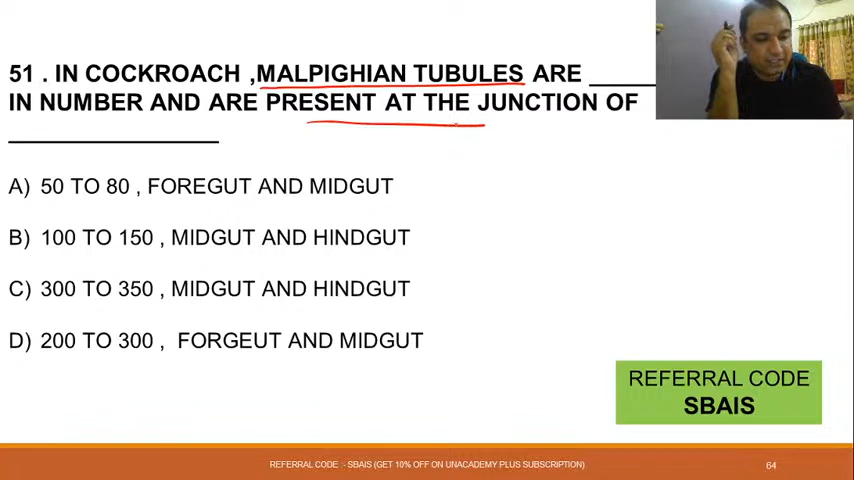 51 . IN COCKROACH ,MALPIGHIAN TUBULES ARE _____
IN NUMBER AND ARE PRESENT AT THE JUNCTION OF
________________
A) 50 TO 80 , FOREGUT AND MIDGUT
B) 100 TO 150 , MIDGUT AND HINDGUT
C) 300 TO 350 , MIDGUT AND HINDGUT
D) 200 TO 300 , FORGEUT AND MIDGUT
REFERRAL CODE
SBAIS
REFERRAL CODE :- SBAIS (GET 10% OFF ON UNACADEMY PLUS SUBSCRIPTION)
64